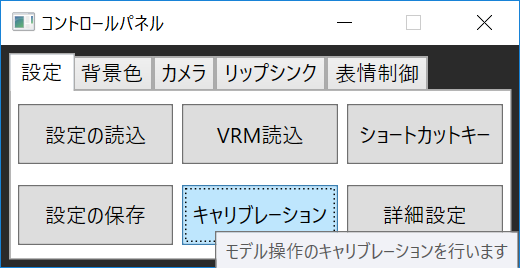 コントロールパネル
設定 背景色 カメラ リップシンク 表情制御
設定の読込 VRM読込 ショートカットキー
設定の保存 キャリブレーション 詳細設定
モデル操作のキャリブレーションを行います